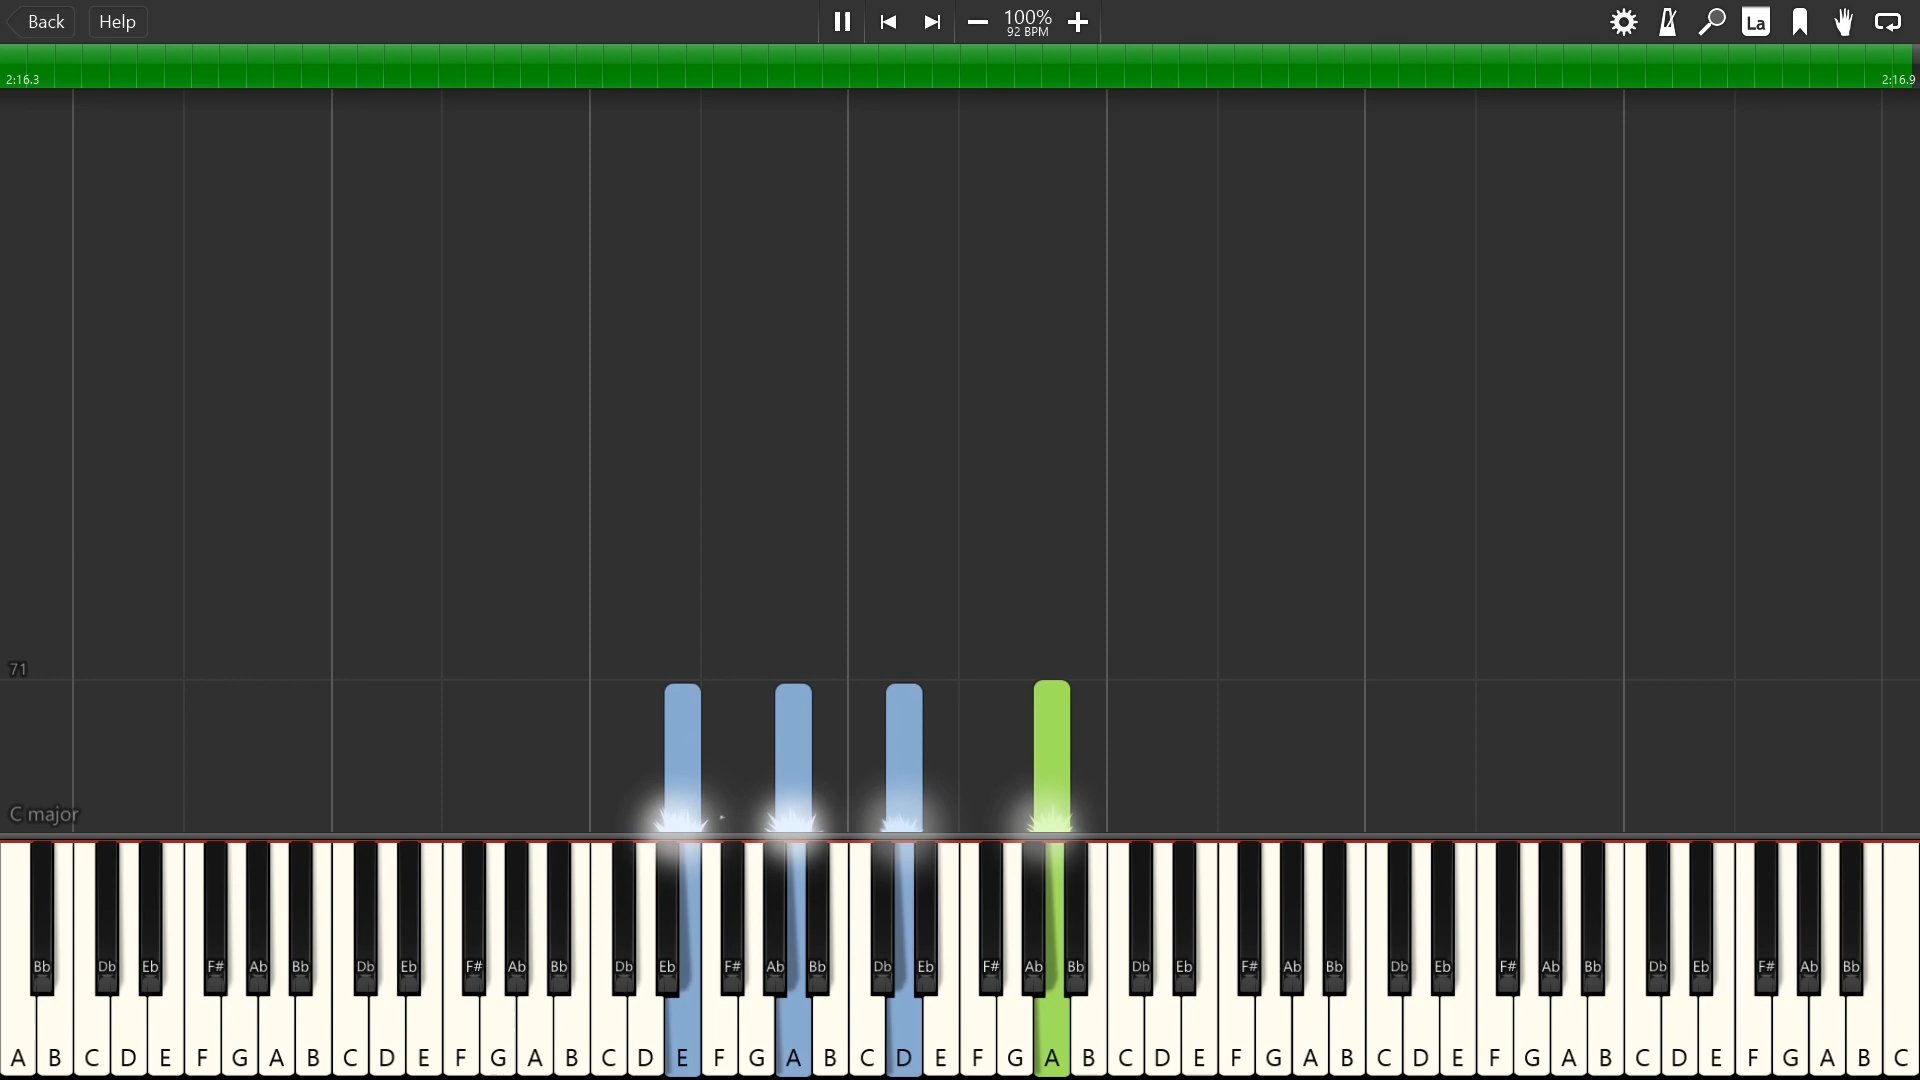 Back Help 100% La
92 BPM
2:16.3 2:16.9
71
C major
Bb Db Eb F# Ab Bb Db Eb F# Ab Bb Db Eb F# Ab Bb Db Eb F# Ab Bb Db Eb F# Ab Bb Db Eb F# Ab Bb Db Eb F# Ab Bb
A B C D E F G A B C D E F G A B C D E F G A B C D E F G A B C D E F G A B C D E F G A B C D E F G A B C